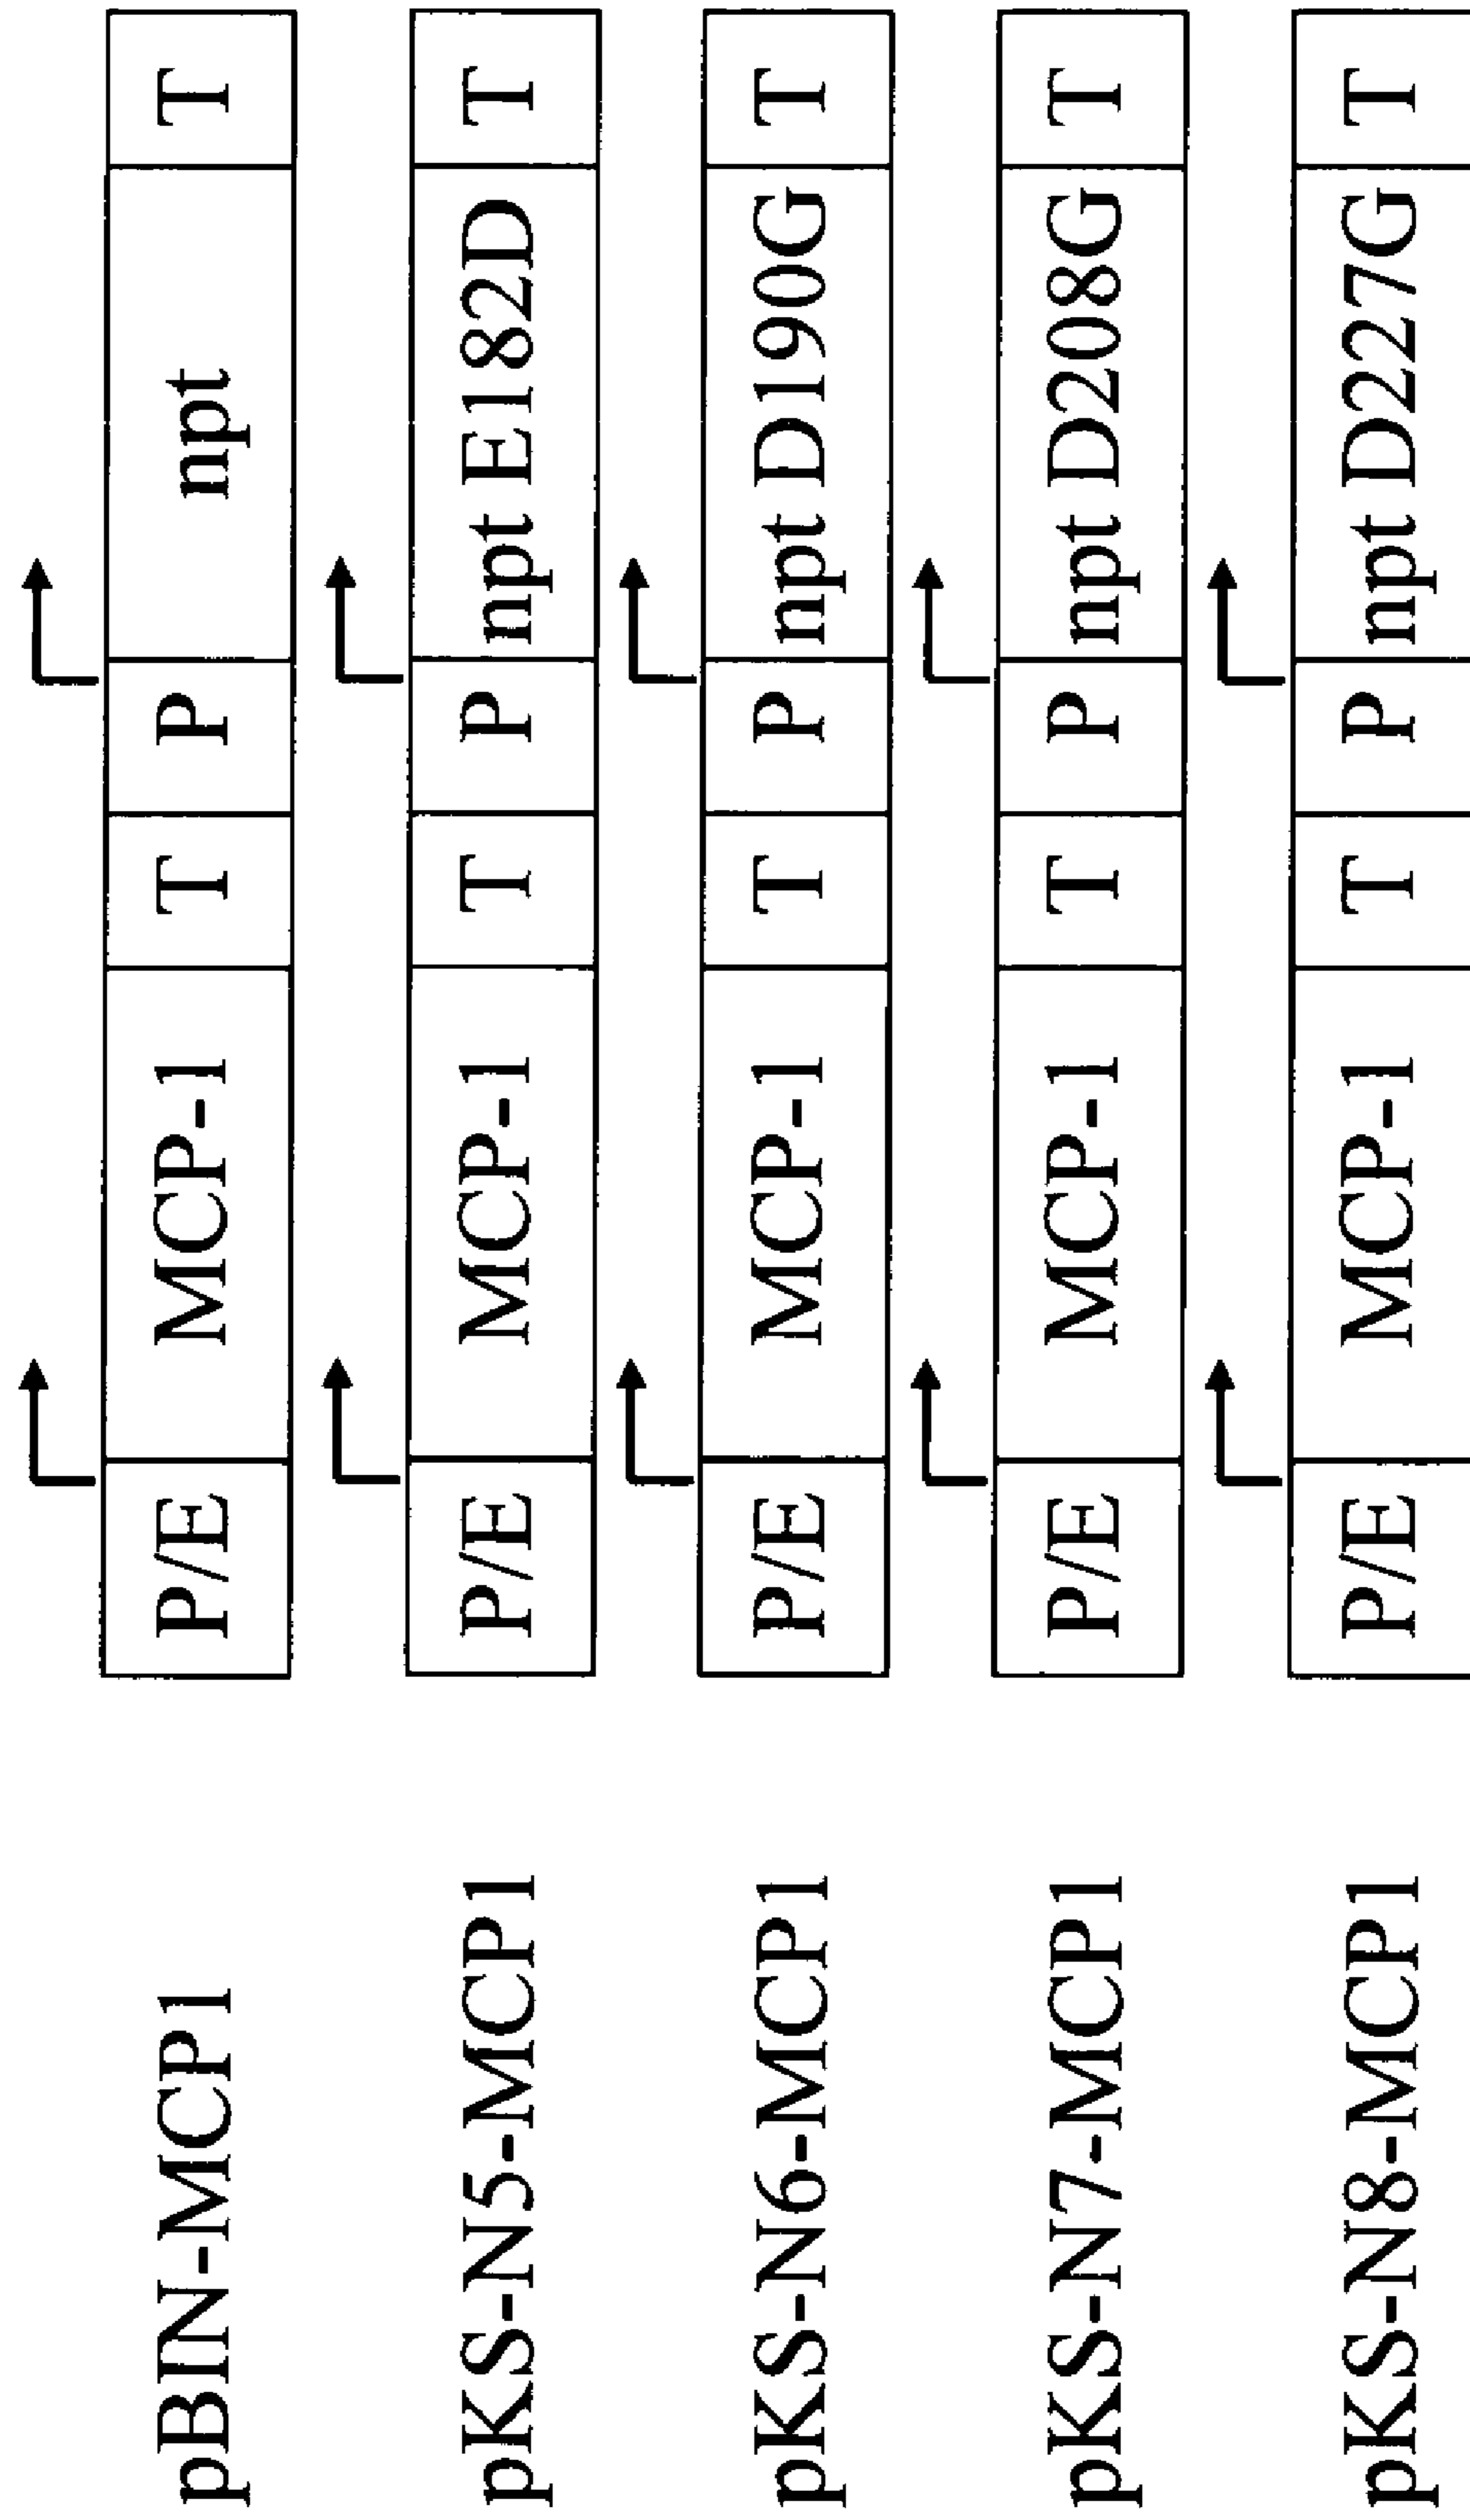 pBIN-MCP1 P/E MCP-1 T P npt T
pKS-N5-MCP1 P/E MCP-1 T P npt E182D T
pKS-N6-MCP1 P/E MCP-1 T P npt D190G T
pKS-N7-MCP1 P/E MCP-1 T P npt D208G T
pKS-N8-MCP1 P/E MCP-1 T P npt D227G T